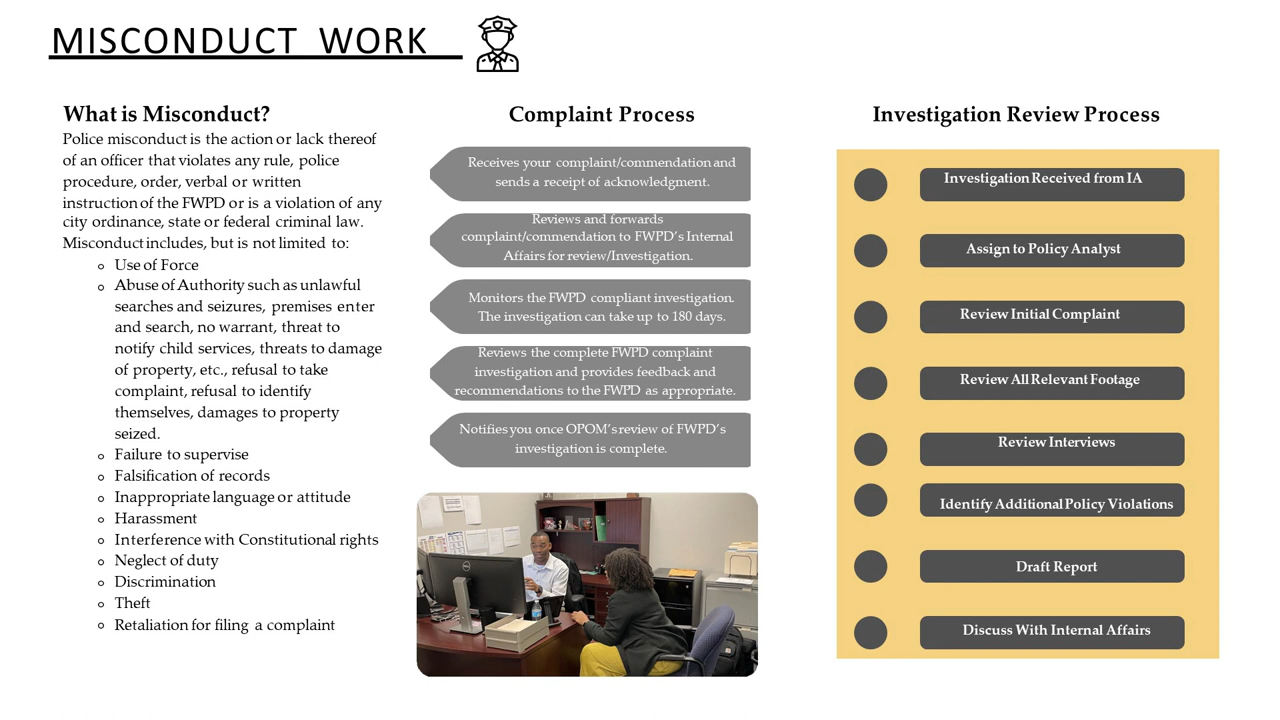 MISCONDUCT WORK
What is Misconduct?
Police misconduct is the action or lack thereof
of an officer that violates any rule, police
procedure, order, verbal or written
instruction of the FWPD or is a violation of any
city ordinance, state or federal criminal law.
Misconduct includes, but is not limited to:
Use of Force
Abuse of Authority such as unlawful
searches and seizures, premises enter
and search, no warrant, threat to
notify child services, threats to damage
of property, etc., refusal to take
complaint, refusal to identify
themselves, damages to property
seized.
Failure to supervise
Falsification of records
Inappropriate language or attitude
Harassment
Interference with Constitutional rights
Neglect of duty
Discrimination
Theft
Retaliation for filing a complaint
Complaint Process
Receives your complaint/commendation and
sends a receipt of acknowledgment.
Reviews and forwards
complaint/commendation to FWPD's Internal
Affairs for review/Investigation.
Monitors the FWPD compliant investigation.
The investigation can take up to 180 days.
Reviews the complete FWPD complaint
investigation and provides feedback and
recommendations to the FWPD as appropriate.
Notifies you once OPOM's review of FWPD's
investigation is complete.
Investigation Review Process
Investigation Received from IA
Assign to Policy Analyst
Review Initial Complaint
Review All Relevant Footage
Review Interviews
Identify Additional Policy Violations
Draft Report
Discuss With Internal Affairs